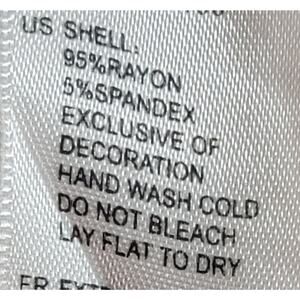 US SHELL:
95%RAYON
5%SPANDEX
EXCLUSIVE OF
DECORATION
HAND WASH COLD
DO NOT BLEACH
LAY FLAT TO DRY